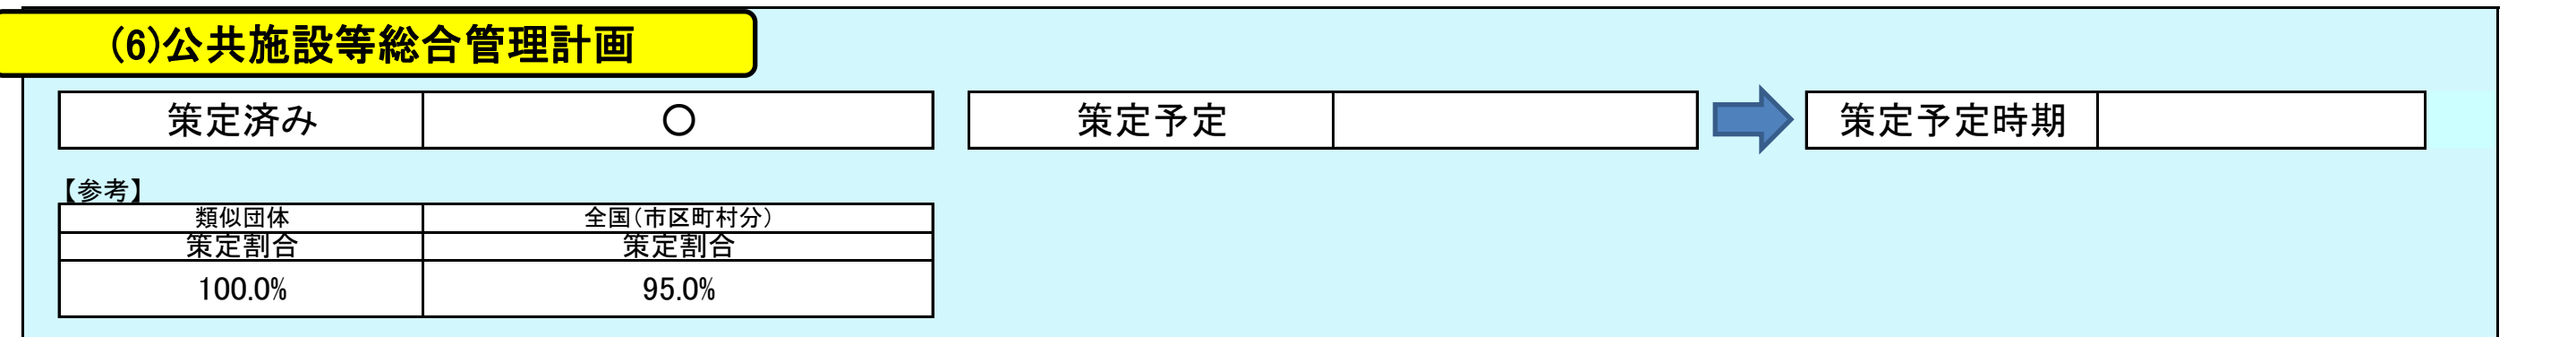 (6)公共施設等総合管理計画
策定済み 〇 策定予定 策定予定時期
【参考】
類似団体 全国(市区町村分)
策定割合 策定割合
100.0% 95.0%